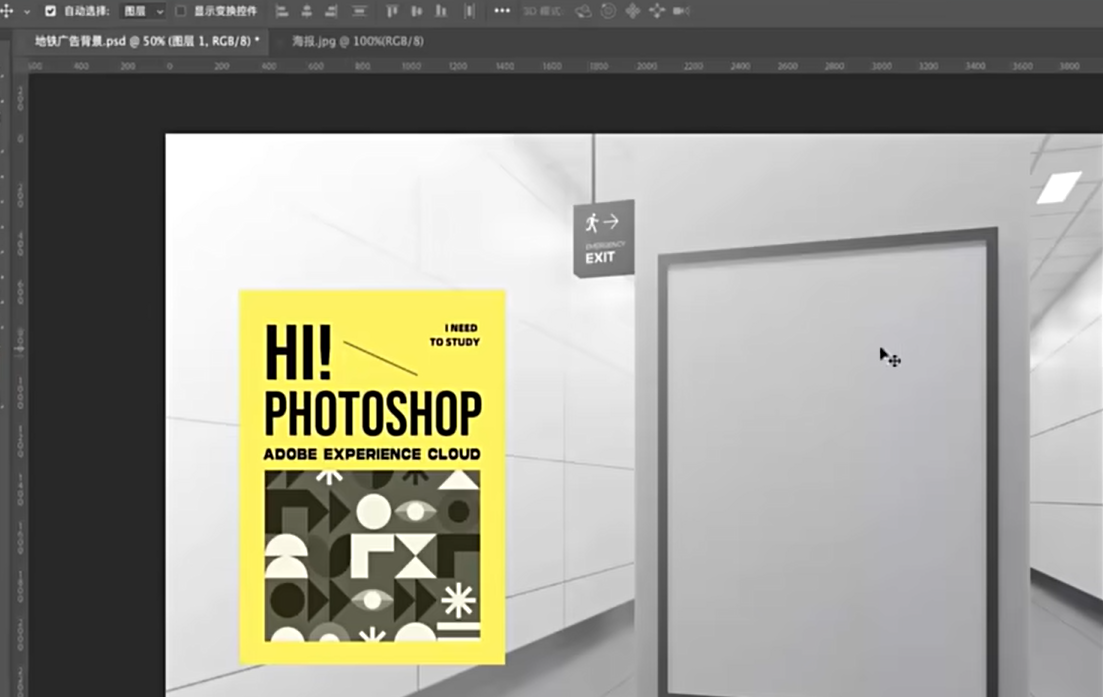 自动选择: 图层 显示变换控件 ••• 3D 模式:
地铁广告背景.psd @ 50% (图层 1, RGB/8) * 海报.jpg @ 100%(RGB/8)
400 200 0 200 400 600 800 1000 1200 1400 1600 1800 2000 2200 2400 2600 2800 3000 3200 3400 3600 3800
EMERGENCY
EXIT
HI!
I NEED
TO STUDY
PHOTOSHOP
ADOBE EXPERIENCE CLOUD